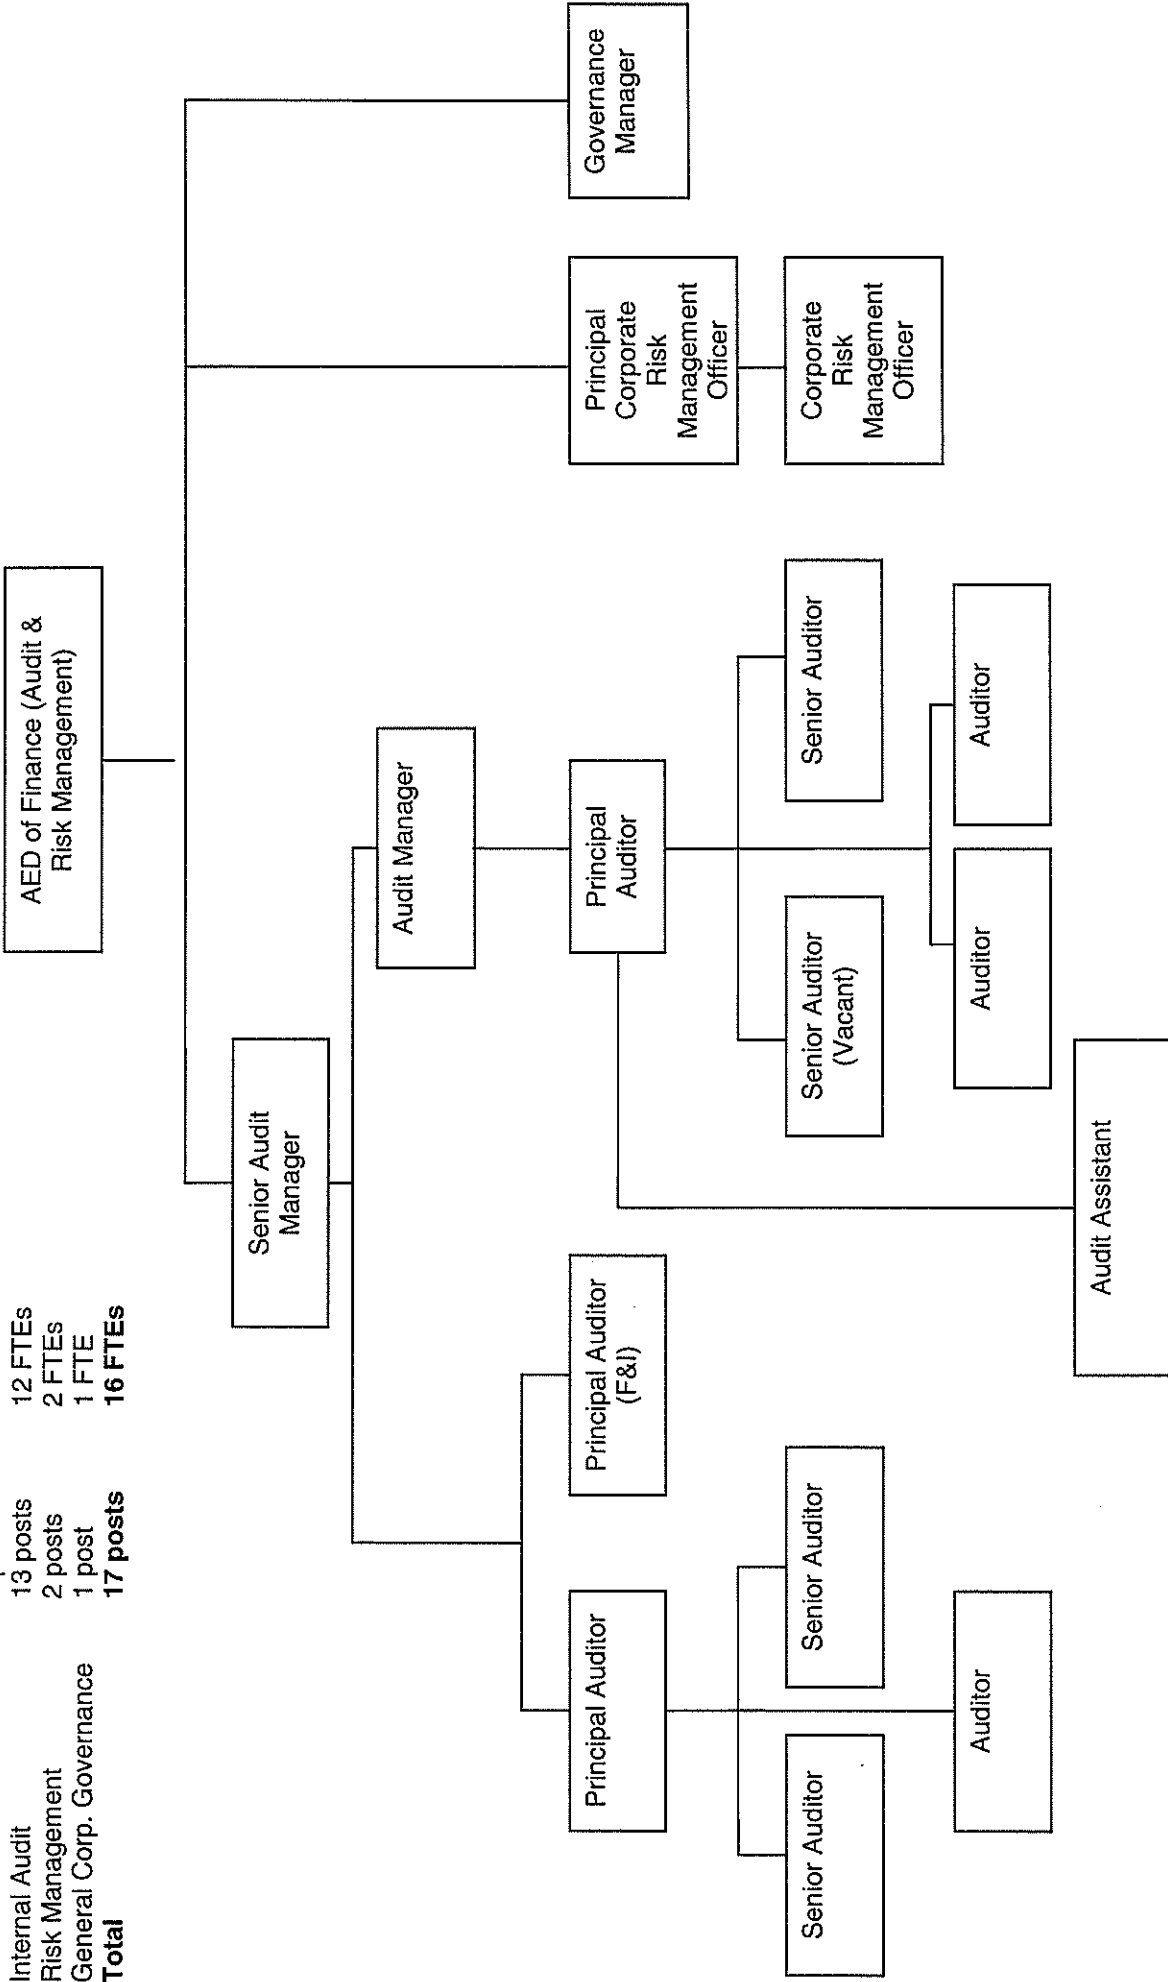 Internal Audit 13 posts 12 FTEs
Risk Management 2 posts 2 FTEs
General Corp. Governance 1 post 1 FTE
Total 17 posts 16 FTEs
AED of Finance (Audit &
Risk Management)
Senior Audit
Manager
Audit Manager
Principal Auditor
Principal Auditor
(F&I)
Principal
Auditor
Principal
Corporate
Risk
Management
Officer
Governance
Manager
Senior Auditor
Senior Auditor
Senior Auditor
(Vacant)
Senior Auditor
Corporate
Risk
Management
Officer
Auditor
Auditor
Auditor
Audit Assistant